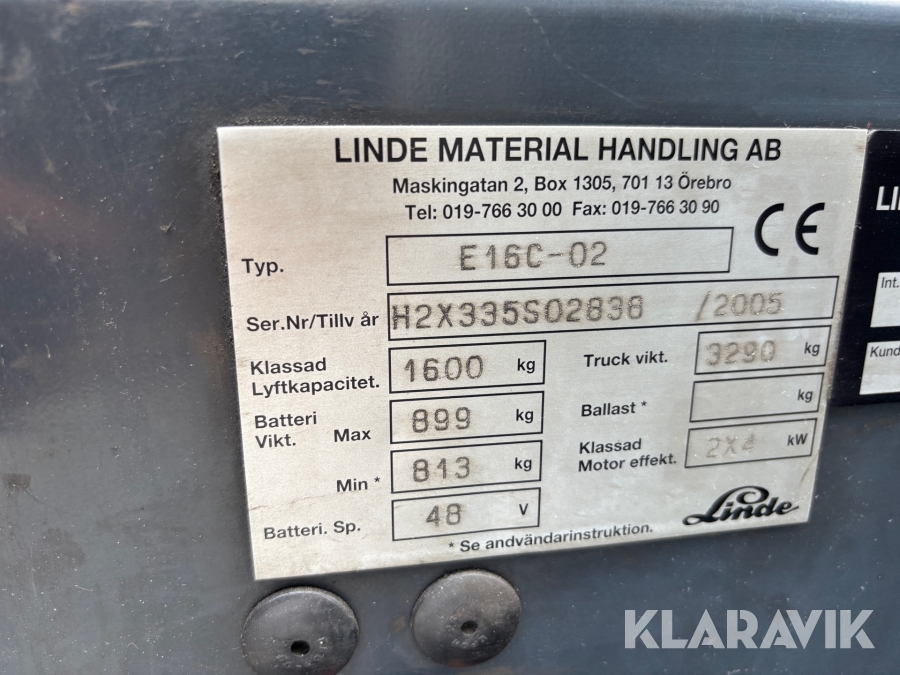 LINDE MATERIAL HANDLING AB
Maskingatan 2, Box 1305, 701 13 Örebro
Tel: 019-766 30 00 Fax: 019-766 30 90
CE
Typ. E16C-02
Ser.Nr/Tillv år H2X335S02838 /2005
Klassad Lyftkapacitet. 1600 kg
Truck vikt. 3290 kg
Batteri Vikt. Max 899 kg
Ballast * kg
Min * 813 kg
Klassad Motor effekt. 2X4 kW
Batteri. Sp. 48 V
Linde
* Se andvändarinstruktion.
LI
Int.
Kund
KLARAVIK